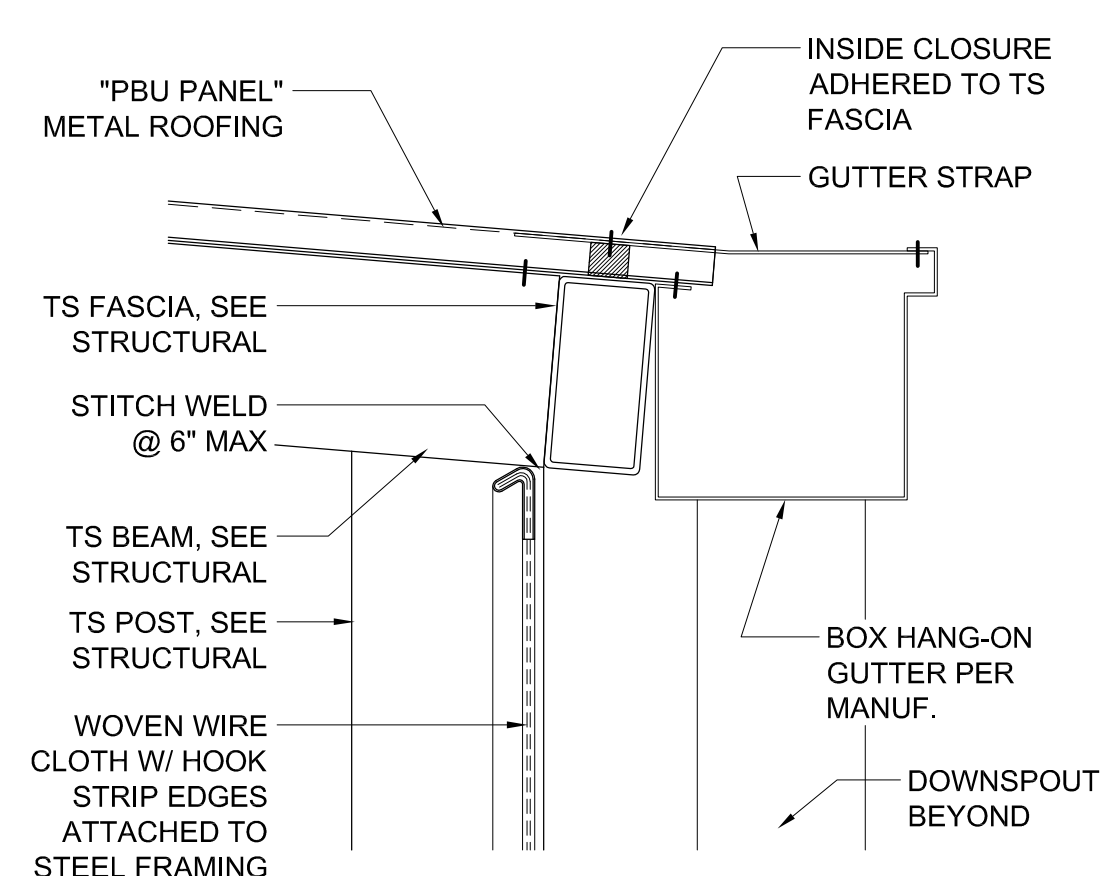 "PBU PANEL"
METAL ROOFING
INSIDE CLOSURE
ADHERED TO TS
FASCIA
GUTTER STRAP
TS FASCIA, SEE
STRUCTURAL
STITCH WELD
@ 6" MAX
TS BEAM, SEE
STRUCTURAL
TS POST, SEE
STRUCTURAL
WOVEN WIRE
CLOTH W/ HOOK
STRIP EDGES
ATTACHED TO
STEEL FRAMING
BOX HANG-ON
GUTTER PER
MANUF.
DOWNSPOUT
BEYOND